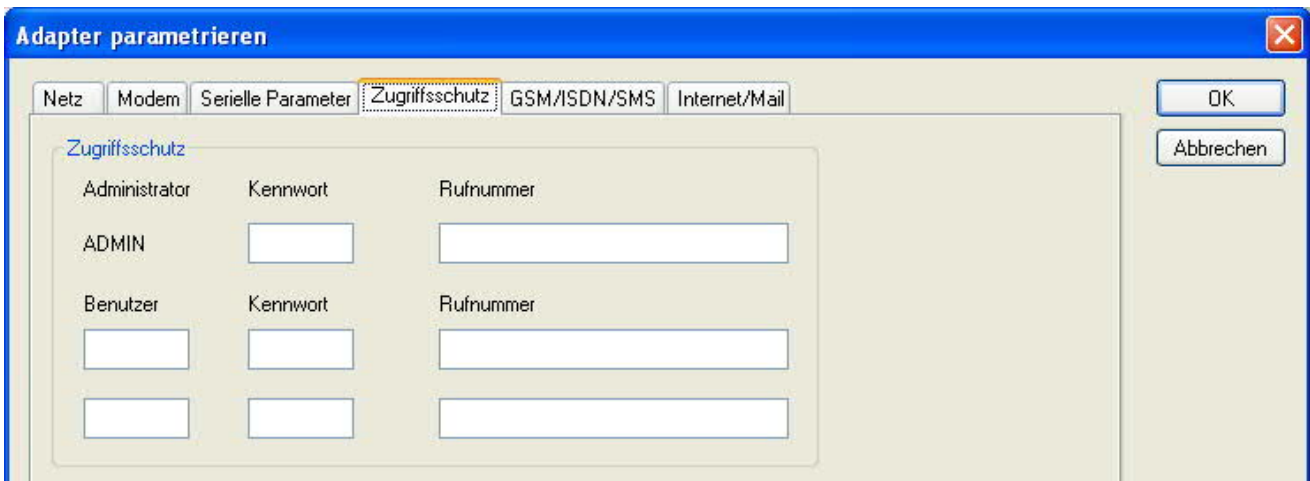 Adapter parametrieren
Netz Modem Serielle Parameter Zugriffsschutz GSM/ISDN/SMS Internet/Mail
OK
Abbrechen
Zugriffsschutz
Administrator Kennwort Rufnummer
ADMIN
Benutzer Kennwort Rufnummer